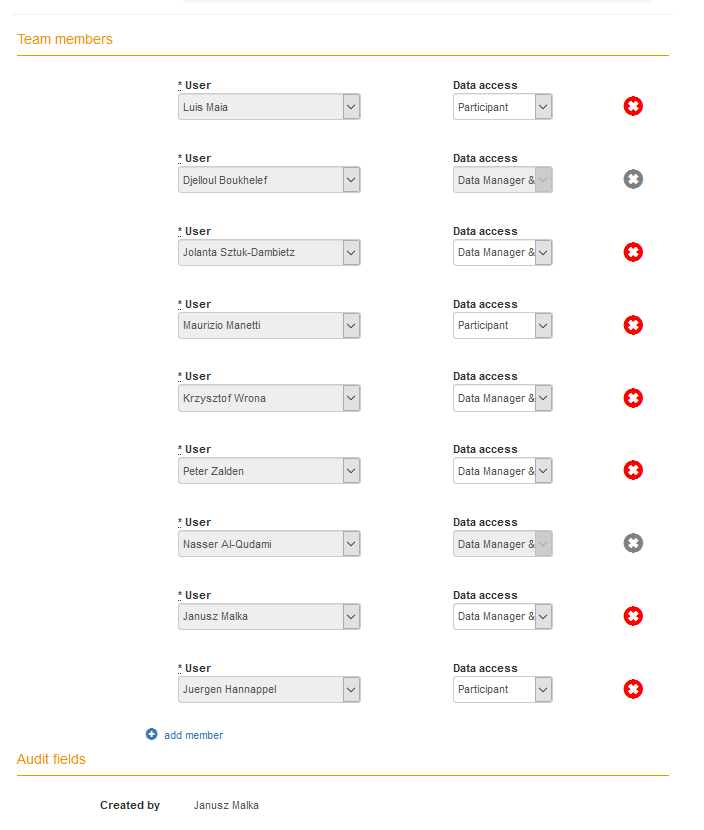 Team members
* User Data access
Luis Maia Participant
* User Data access
Djelloul Boukhelef Data Manager &
* User Data access
Jolanta Sztuk-Dambietz Data Manager &
* User Data access
Maurizio Manetti Participant
* User Data access
Krzysztof Wrona Data Manager &
* User Data access
Peter Zalden Data Manager &
* User Data access
Nasser Al-Qudami Data Manager &
* User Data access
Janusz Malka Data Manager &
* User Data access
Juergen Hannappel Participant
add member
Audit fields
Created by Janusz Malka